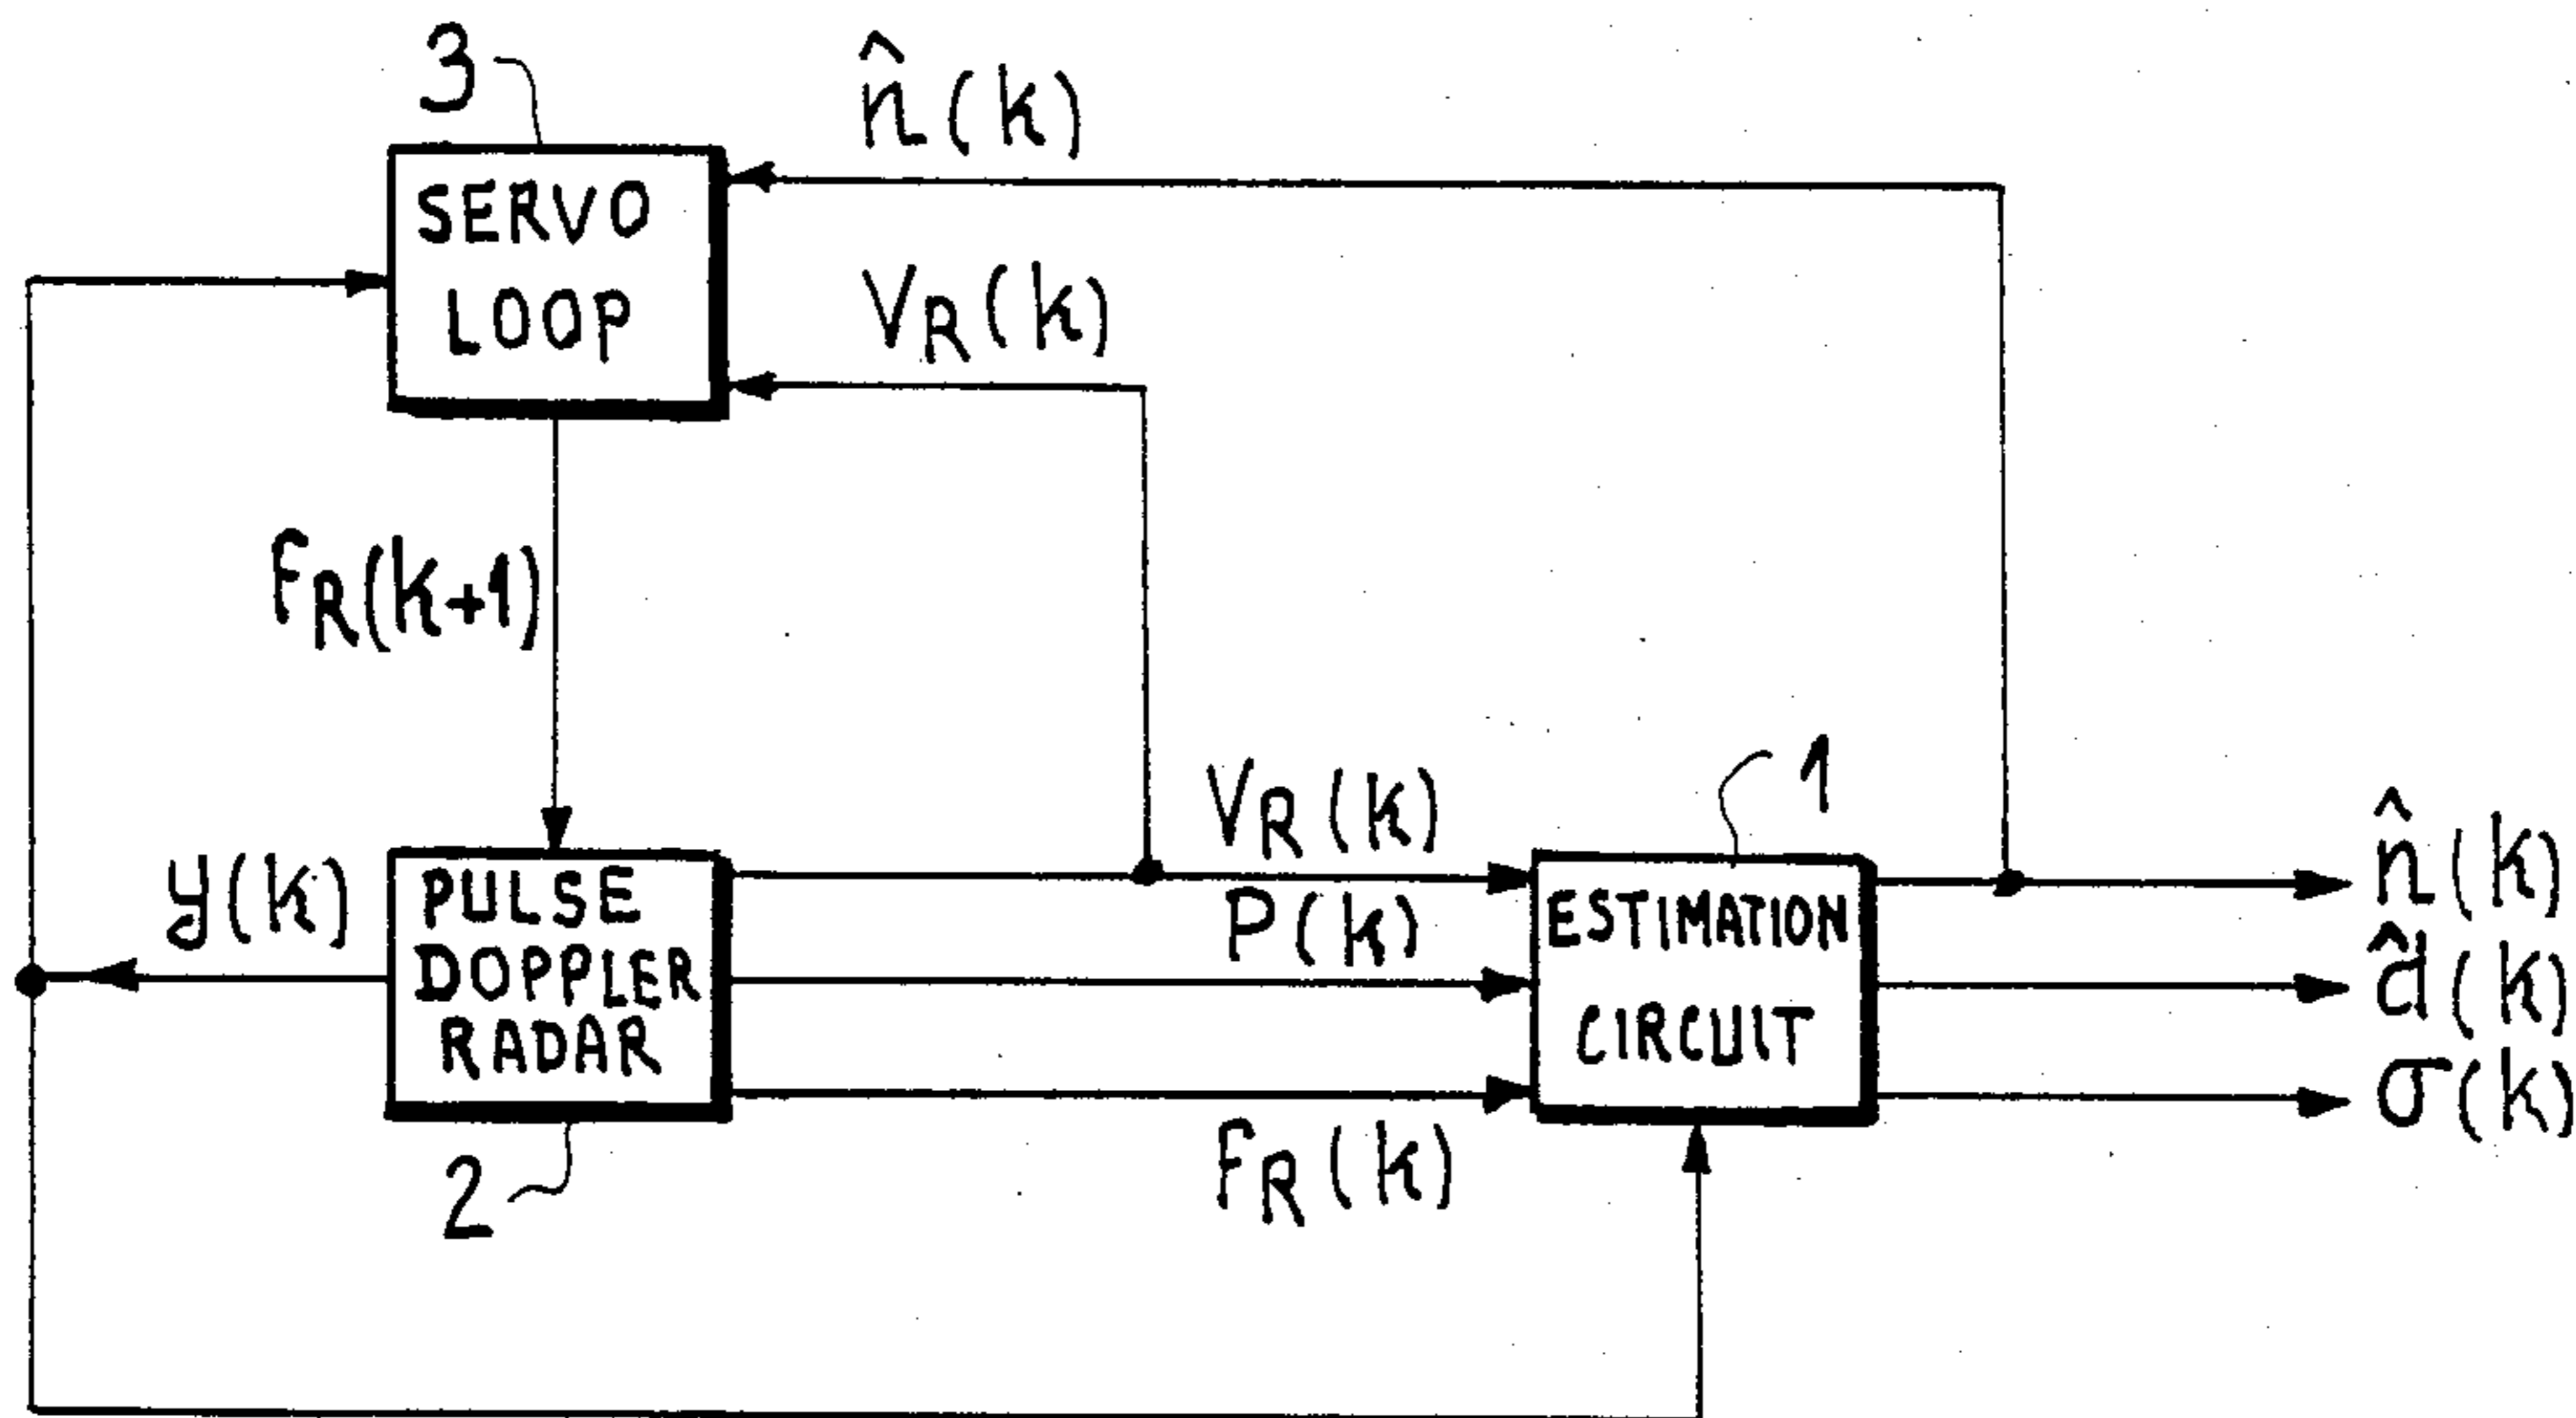 3
n̂(k)
SERVO
LOOP
VR(k)
FR(k+1)
1
VR(k)
y(k)
PULSE
DOPPLER
RADAR
P(k)
ESTIMATION
CIRCUIT
n̂(k)
d̂(k)
σ(k)
FR(k)
2